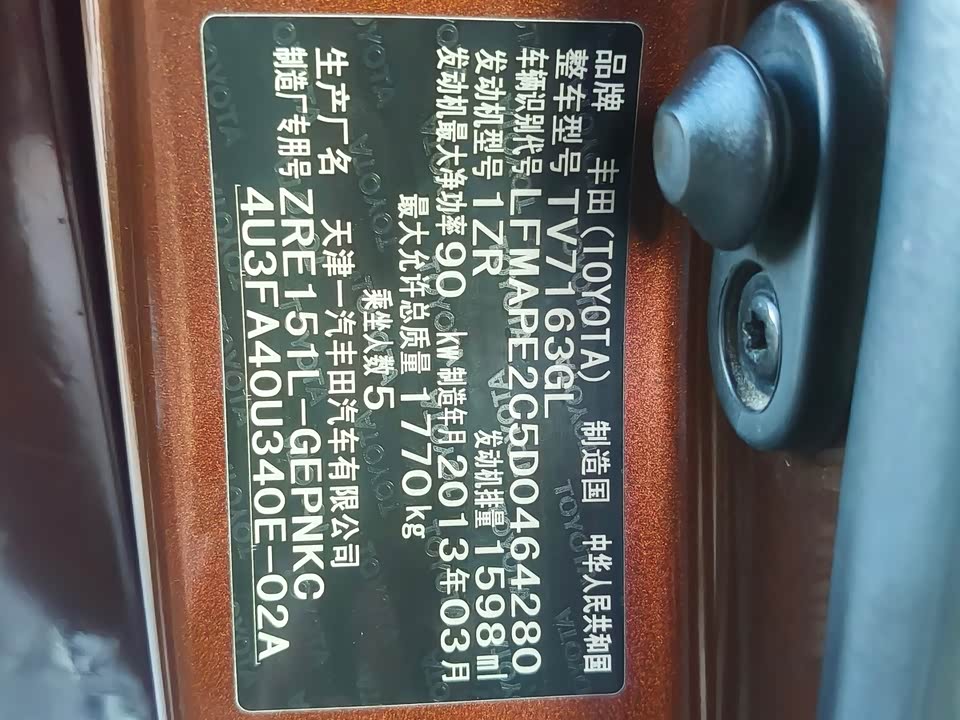 品牌 丰田(TOYOTA) 制造国 中华人民共和国
整车型号 TV7163GL
车辆识别代号 LFMAPE2G5D0464280
发动机型号 1ZR 发动机排量 1598ml
发动机最大净功率 90 kW 制造年月 2013年03月
最大允许总质量 1770kg
乘坐人数 5
生产厂名 天津一汽丰田汽车有限公司
制造厂专用号 ZRE151L-GEPNKC
4U3FA40U340E-02A